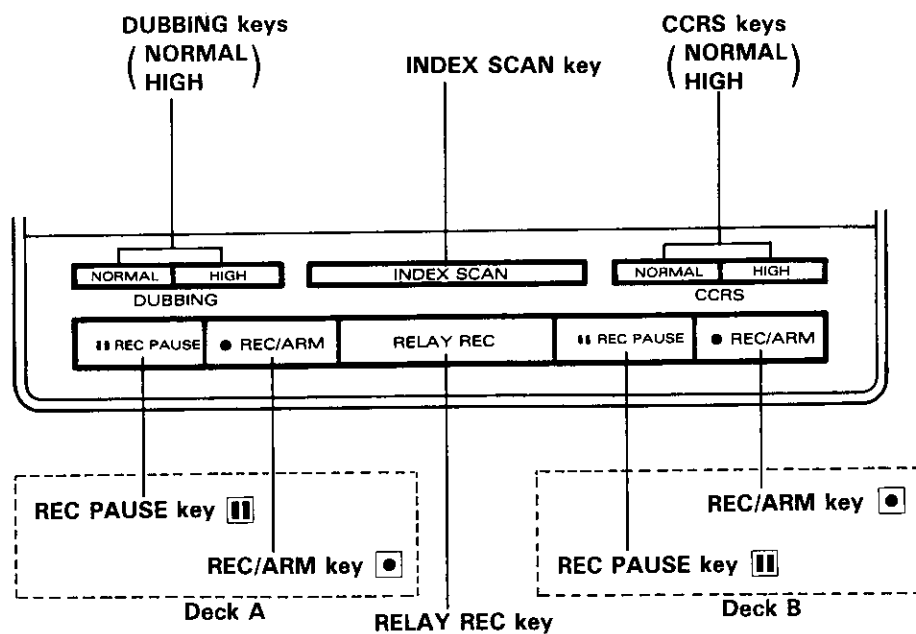 DUBBING keys
( NORMAL
HIGH )
INDEX SCAN key
CCRS keys
( NORMAL
HIGH )
NORMAL HIGH
DUBBING
INDEX SCAN
NORMAL HIGH
CCRS
REC PAUSE
● REC/ARM
RELAY REC
REC PAUSE
● REC/ARM
REC PAUSE key
REC/ARM key
Deck A
RELAY REC key
REC/ARM key
REC PAUSE key
Deck B